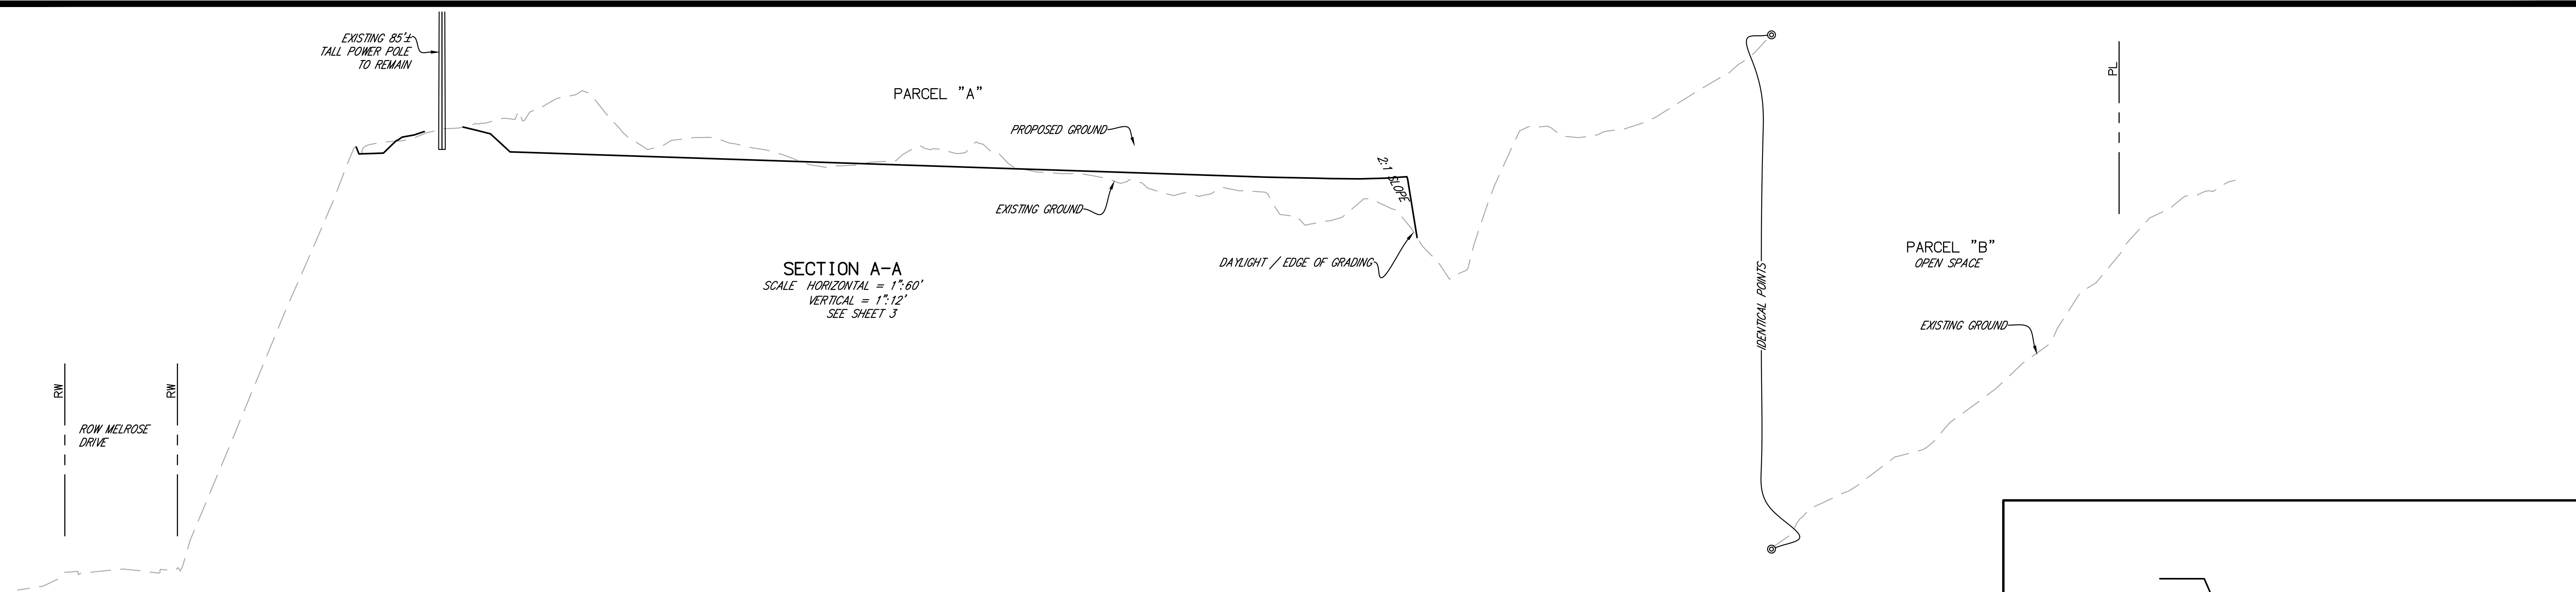 EXISTING 85'±
TALL POWER POLE
TO REMAIN
PARCEL "A"
PROPOSED GROUND
EXISTING GROUND
2:1 SLOPE
DAYLIGHT / EDGE OF GRADING
SECTION A-A
SCALE HORIZONTAL = 1":60'
VERTICAL = 1":12'
SEE SHEET 3
RW
RW
ROW MELROSE
DRIVE
IDENTICAL POINTS
PL
PARCEL "B"
OPEN SPACE
EXISTING GROUND